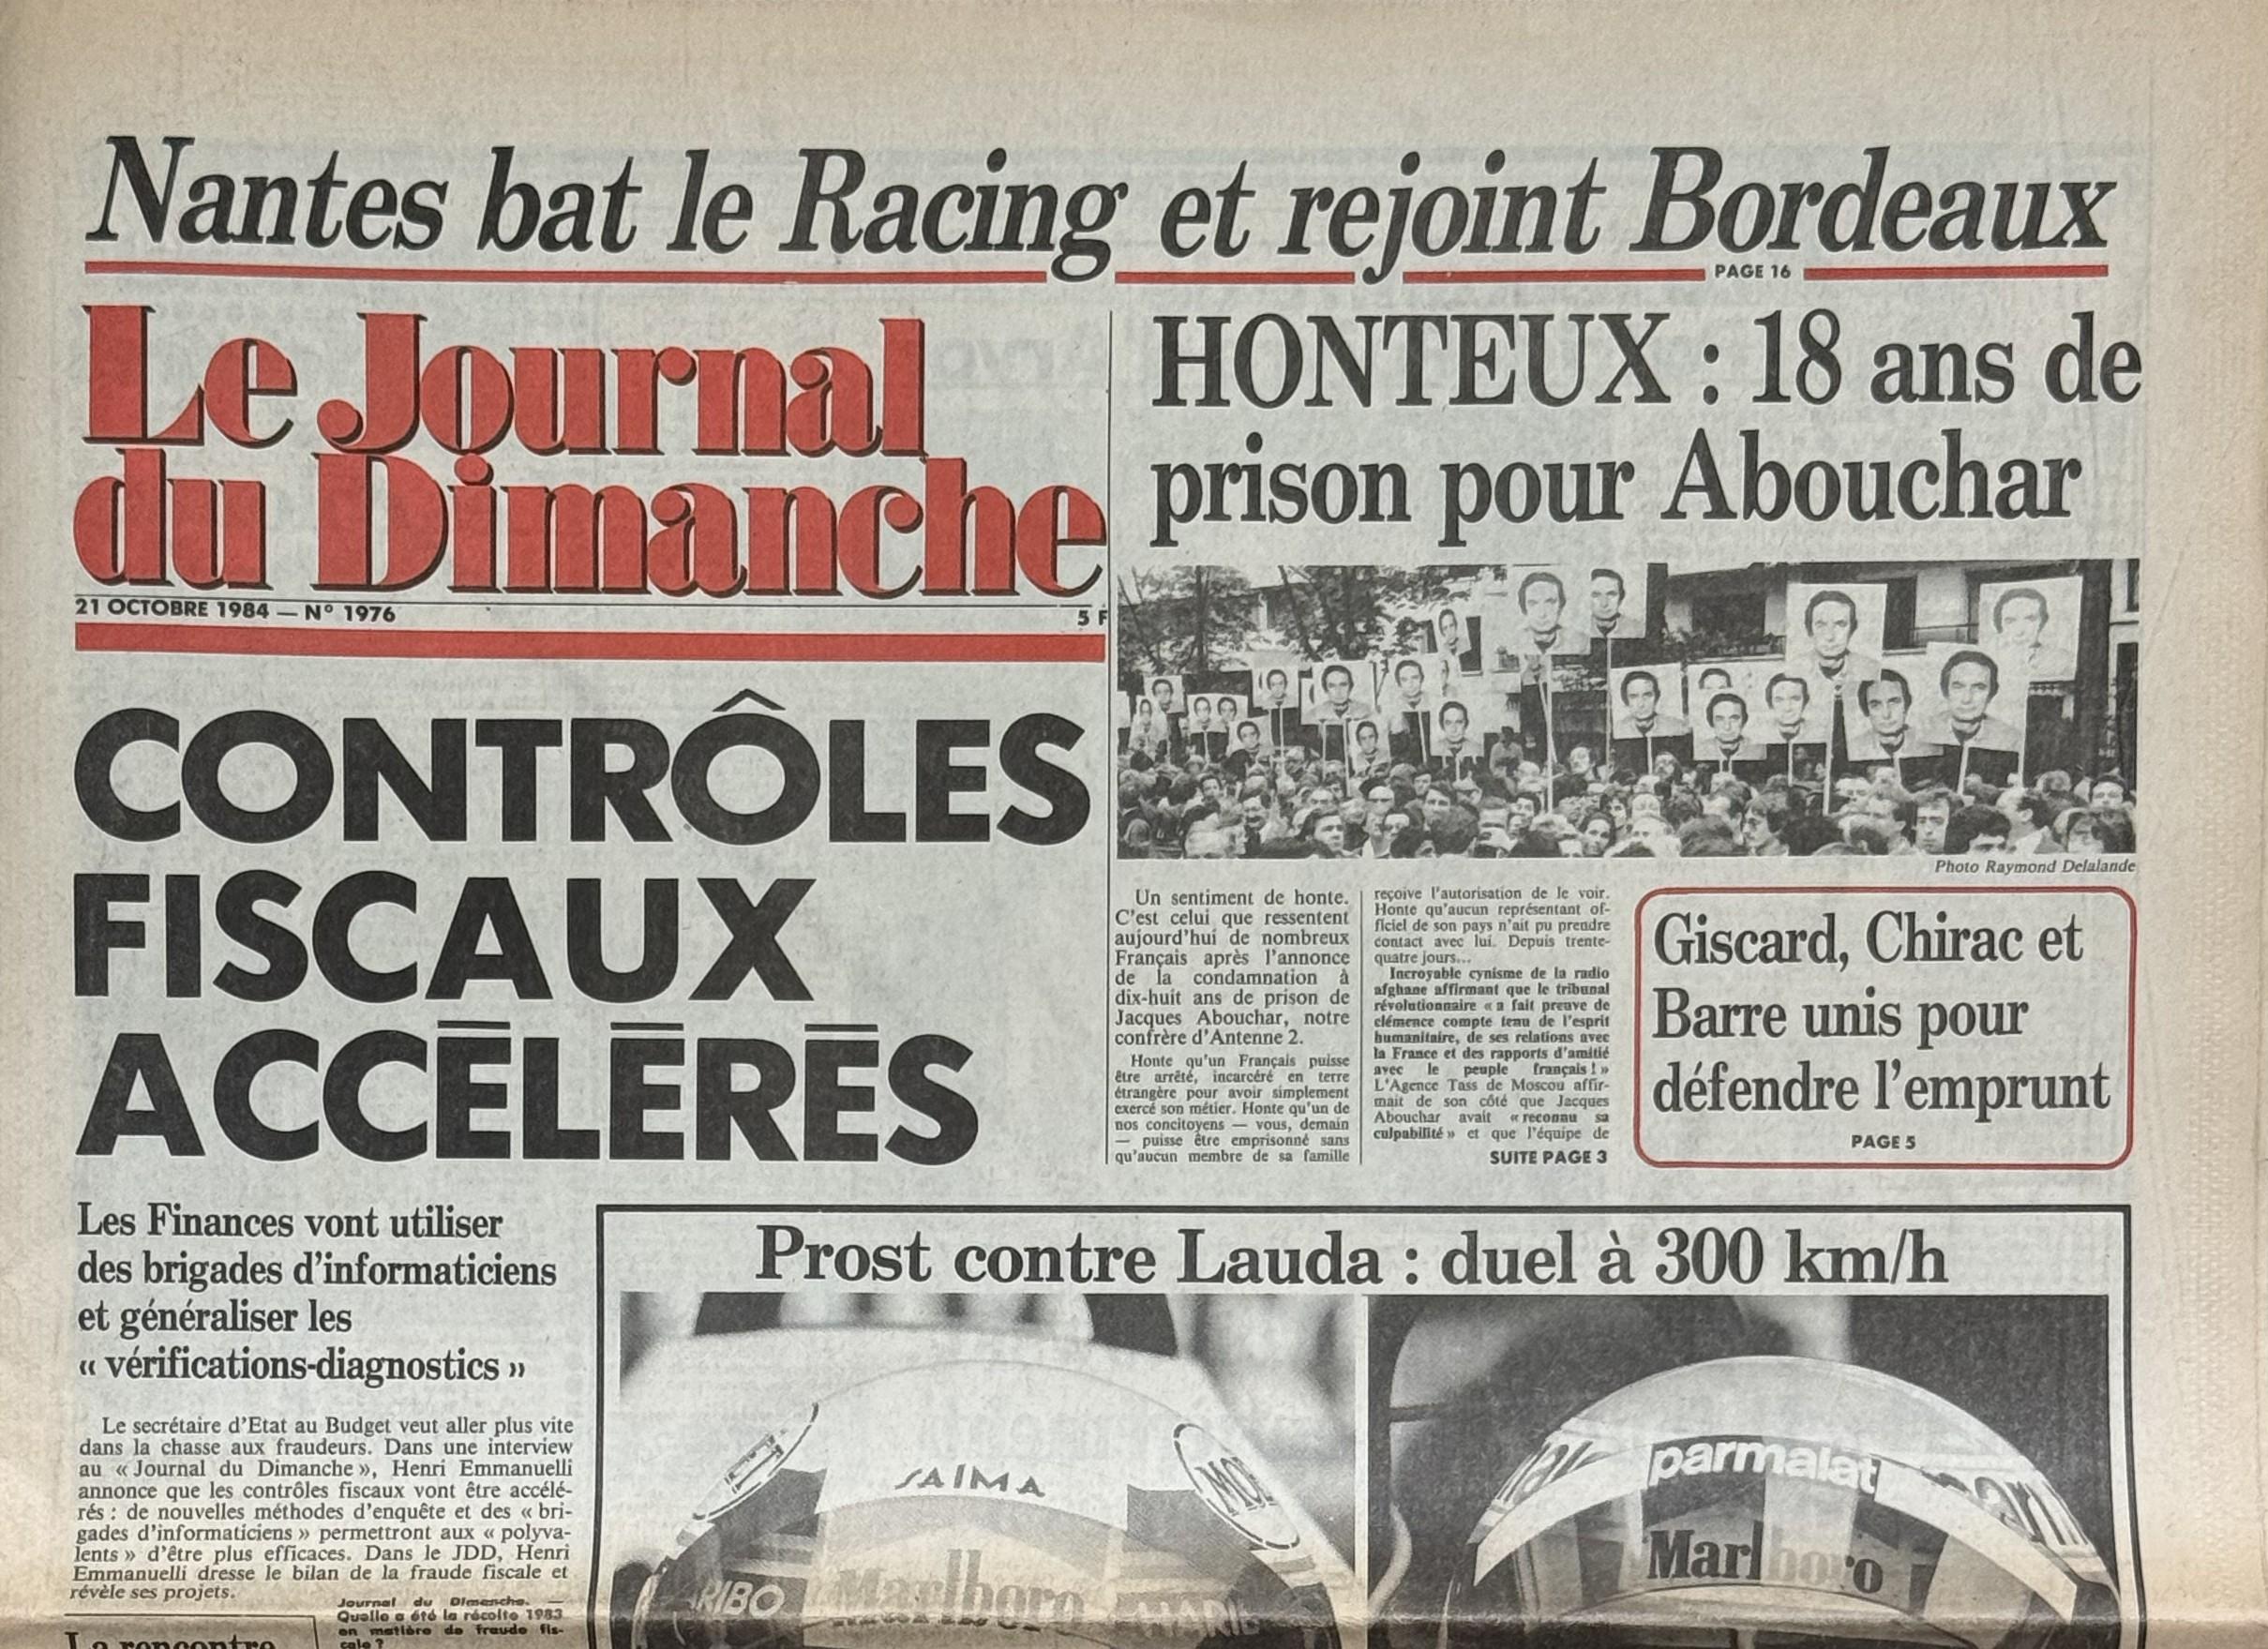 Nantes bat le Racing et rejoint Bordeaux
PAGE 16
Le Journal
du Dimanche
21 OCTOBRE 1984 — N° 1976
5 F
CONTRÔLES
FISCAUX
ACCÉLÉRÉS
HONTEUX : 18 ans de
prison pour Abouchar
Photo Raymond Delalande
Un sentiment de honte.
C'est celui que ressentent
aujourd'hui de nombreux
Français après l'annonce
de la condamnation à
dix-huit ans de prison de
Jacques Abouchar, notre
confrère d'Antenne 2.
Honte qu'un Français puisse
être arrêté, incarcéré en terre
étrangère pour avoir simplement
exercé son métier. Honte qu'un de
nos concitoyens — vous, demain
— puisse être emprisonné sans
qu'aucun membre de sa famille
reçoive l'autorisation de le voir.
Honte qu'aucun représentant of-
ficiel de son pays n'ait pu prendre
contact avec lui. Depuis trente-
quatre jours...
Incroyable cynisme de la radio
afghane affirmant que le tribunal
révolutionnaire « a fait preuve de
clémence compte tenu de l'esprit
humanitaire, de ses relations avec
la France et des rapports d'amitié
avec le peuple français ! »
L'Agence Tass de Moscou affir-
mait de son côté que Jacques
Abouchar avait « reconnu sa
culpabilité » et que l'équipe de
SUITE PAGE 3
Giscard, Chirac et
Barre unis pour
défendre l'emprunt
PAGE 5
Les Finances vont utiliser
des brigades d'informaticiens
et généraliser les
« vérifications-diagnostics »
Le secrétaire d'Etat au Budget veut aller plus vite
dans la chasse aux fraudeurs. Dans une interview
au « Journal du Dimanche », Henri Emmanuelli
annonce que les contrôles fiscaux vont être accélé-
rés : de nouvelles méthodes d'enquête et des « bri-
gades d'informaticiens » permettront aux « polyva-
lents » d'être plus efficaces. Dans le JDD, Henri
Emmanuelli dresse le bilan de la fraude fiscale et
révèle ses projets.
Journal du Dimanche. —
Quelle a été la récolte 1983
en matière de fraude fis-
cale ?
La rencontre
Prost contre Lauda : duel à 300 km/h
SAIMA
Marlboro
parmalat
Marlboro